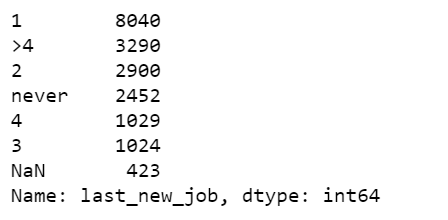 1 8040
>4 3290
2 2900
never 2452
4 1029
3 1024
NaN 423
Name: last_new_job, dtype: int64